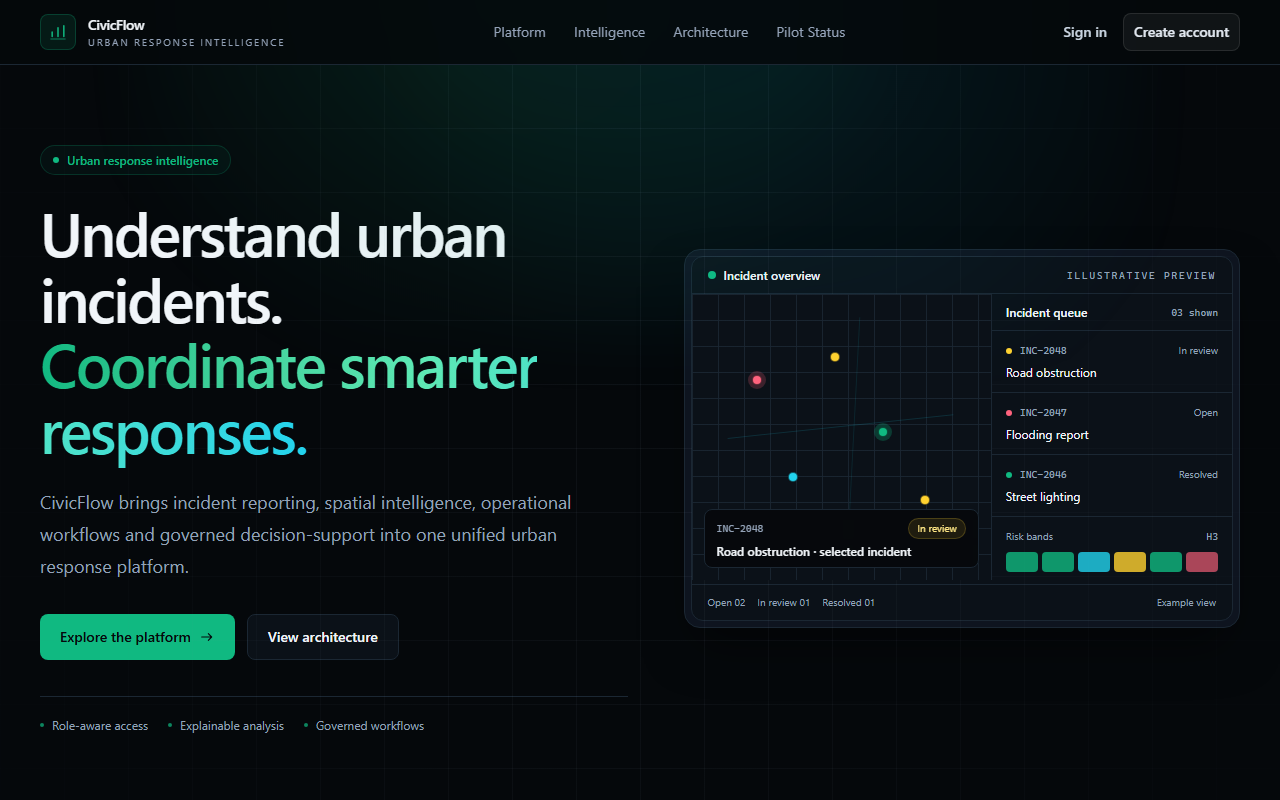 CivicFlow
URBAN RESPONSE INTELLIGENCE
Platform
Intelligence
Architecture
Pilot Status
Sign in
Create account
Urban response intelligence
Understand urban
incidents.
Coordinate smarter
responses.
CivicFlow brings incident reporting, spatial intelligence, operational
workflows and governed decision-support into one unified urban
response platform.
Explore the platform →
View architecture
Role-aware access
Explainable analysis
Governed workflows
Incident overview
ILLUSTRATIVE PREVIEW
INC-2048
In review
Road obstruction · selected incident
Incident queue
03 shown
INC-2048
In review
Road obstruction
INC-2047
Open
Flooding report
INC-2046
Resolved
Street lighting
Risk bands
H3
Open 02
In review 01
Resolved 01
Example view